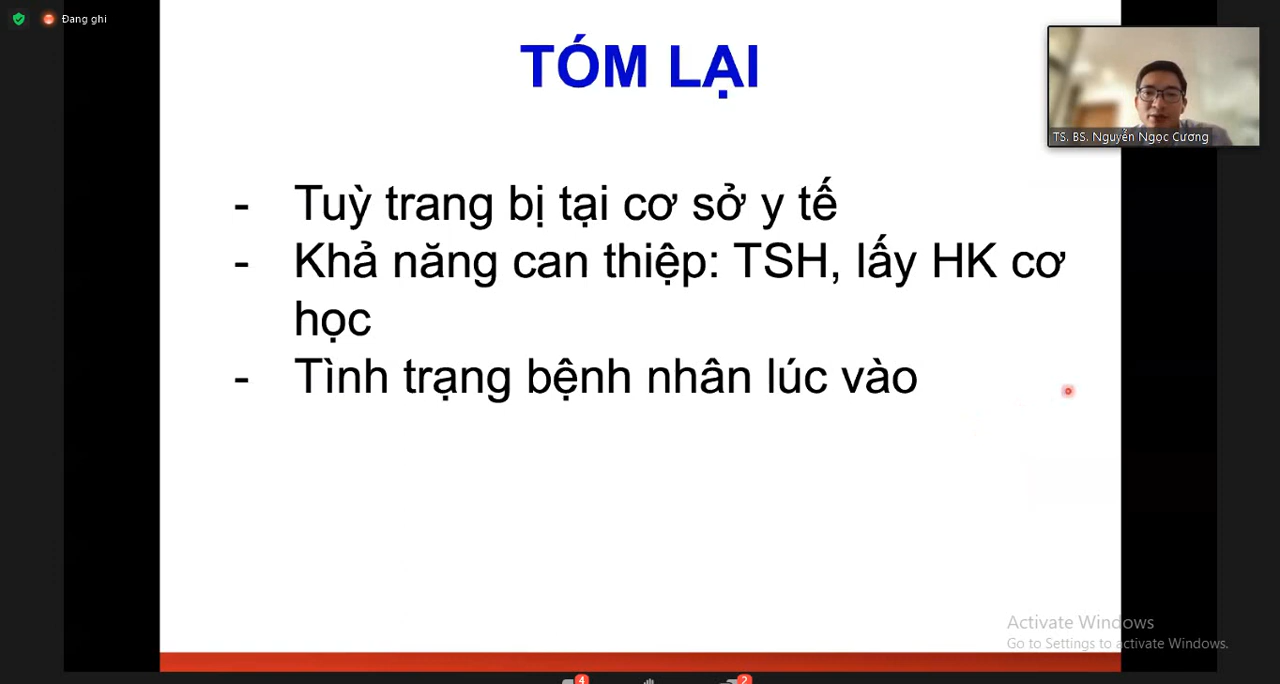 Đang ghi
TÓM LẠI
TS. BS. Nguyễn Ngọc Cương
- Tuỳ trang bị tại cơ sở y tế
- Khả năng can thiệp: TSH, lấy HK cơ
học
- Tình trạng bệnh nhân lúc vào
Activate Windows
Go to Settings to activate Windows.
4
2